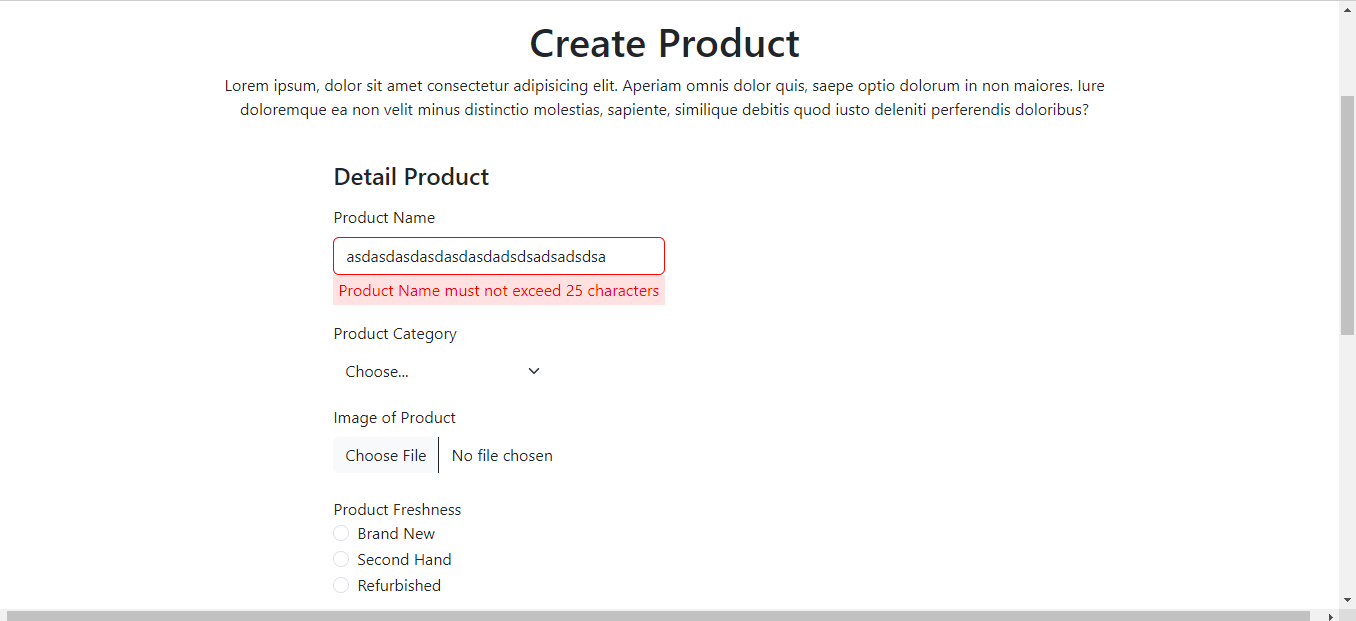 Create Product
Lorem ipsum, dolor sit amet consectetur adipisicing elit. Aperiam omnis dolor quis, saepe optio dolorum in non maiores. Iure
doloremque ea non velit minus distinctio molestias, sapiente, similique debitis quod iusto deleniti perferendis doloribus?
Detail Product
Product Name
asdasdasdasdasdasdadsdsadsadsdsa
Product Name must not exceed 25 characters
Product Category
Choose...
Image of Product
Choose File No file chosen
Product Freshness
Brand New
Second Hand
Refurbished